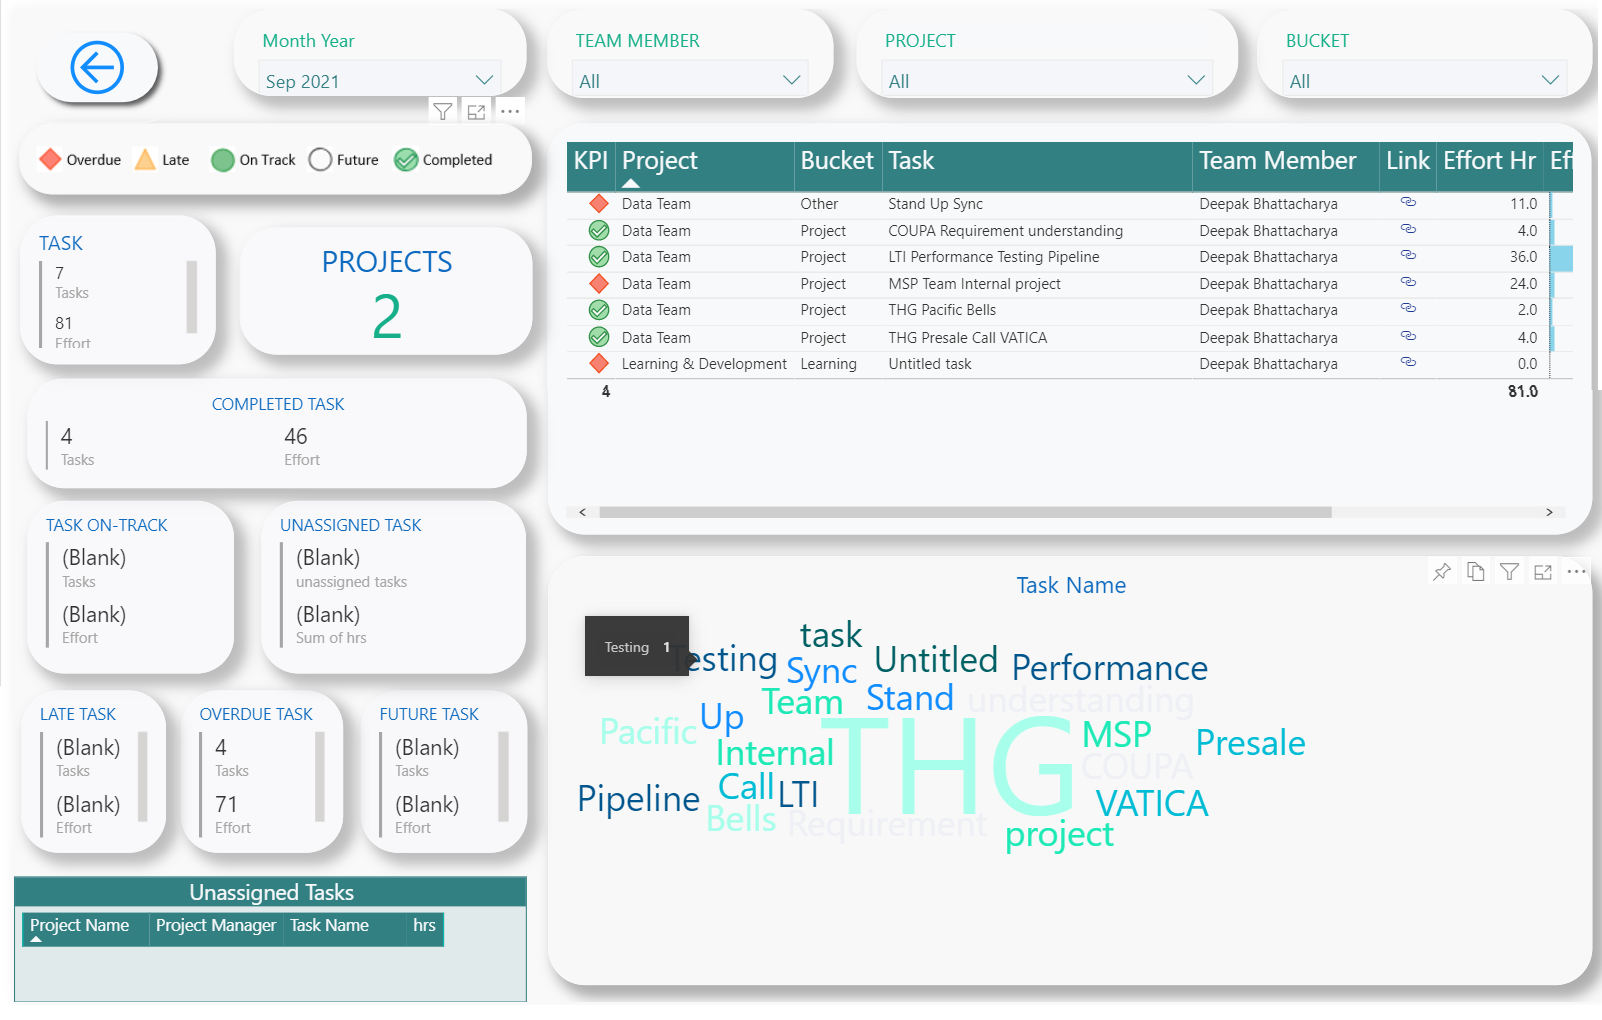 Month Year
Sep 2021
TEAM MEMBER
All
PROJECT
All
BUCKET
All
Overdue Late On Track Future Completed
TASK
7
Tasks
81
Effort
PROJECTS
2
COMPLETED TASK
4 46
Tasks Effort
TASK ON-TRACK
(Blank)
Tasks
(Blank)
Effort
UNASSIGNED TASK
(Blank)
unassigned tasks
(Blank)
Sum of hrs
LATE TASK
(Blank)
Tasks
(Blank)
Effort
OVERDUE TASK
4
Tasks
71
Effort
FUTURE TASK
(Blank)
Tasks
(Blank)
Effort
Unassigned Tasks
Project Name Project Manager Task Name hrs
KPI Project Bucket Task Team Member Link Effort Hr Eff
Data Team Other Stand Up Sync Deepak Bhattacharya 11.0
Data Team Project COUPA Requirement understanding Deepak Bhattacharya 4.0
Data Team Project LTI Performance Testing Pipeline Deepak Bhattacharya 36.0
Data Team Project MSP Team Internal project Deepak Bhattacharya 24.0
Data Team Project THG Pacific Bells Deepak Bhattacharya 2.0
Data Team Project THG Presale Call VATICA Deepak Bhattacharya 4.0
Learning & Development Learning Untitled task Deepak Bhattacharya 0.0
4 81.0
Task Name
Testing 1
task
Testing
Sync
Untitled
Performance
Team
Stand
understanding
Pacific
Up
THG
MSP
Presale
Internal
COUPA
Pipeline
Call
LTI
VATICA
Bells
Requirement
project